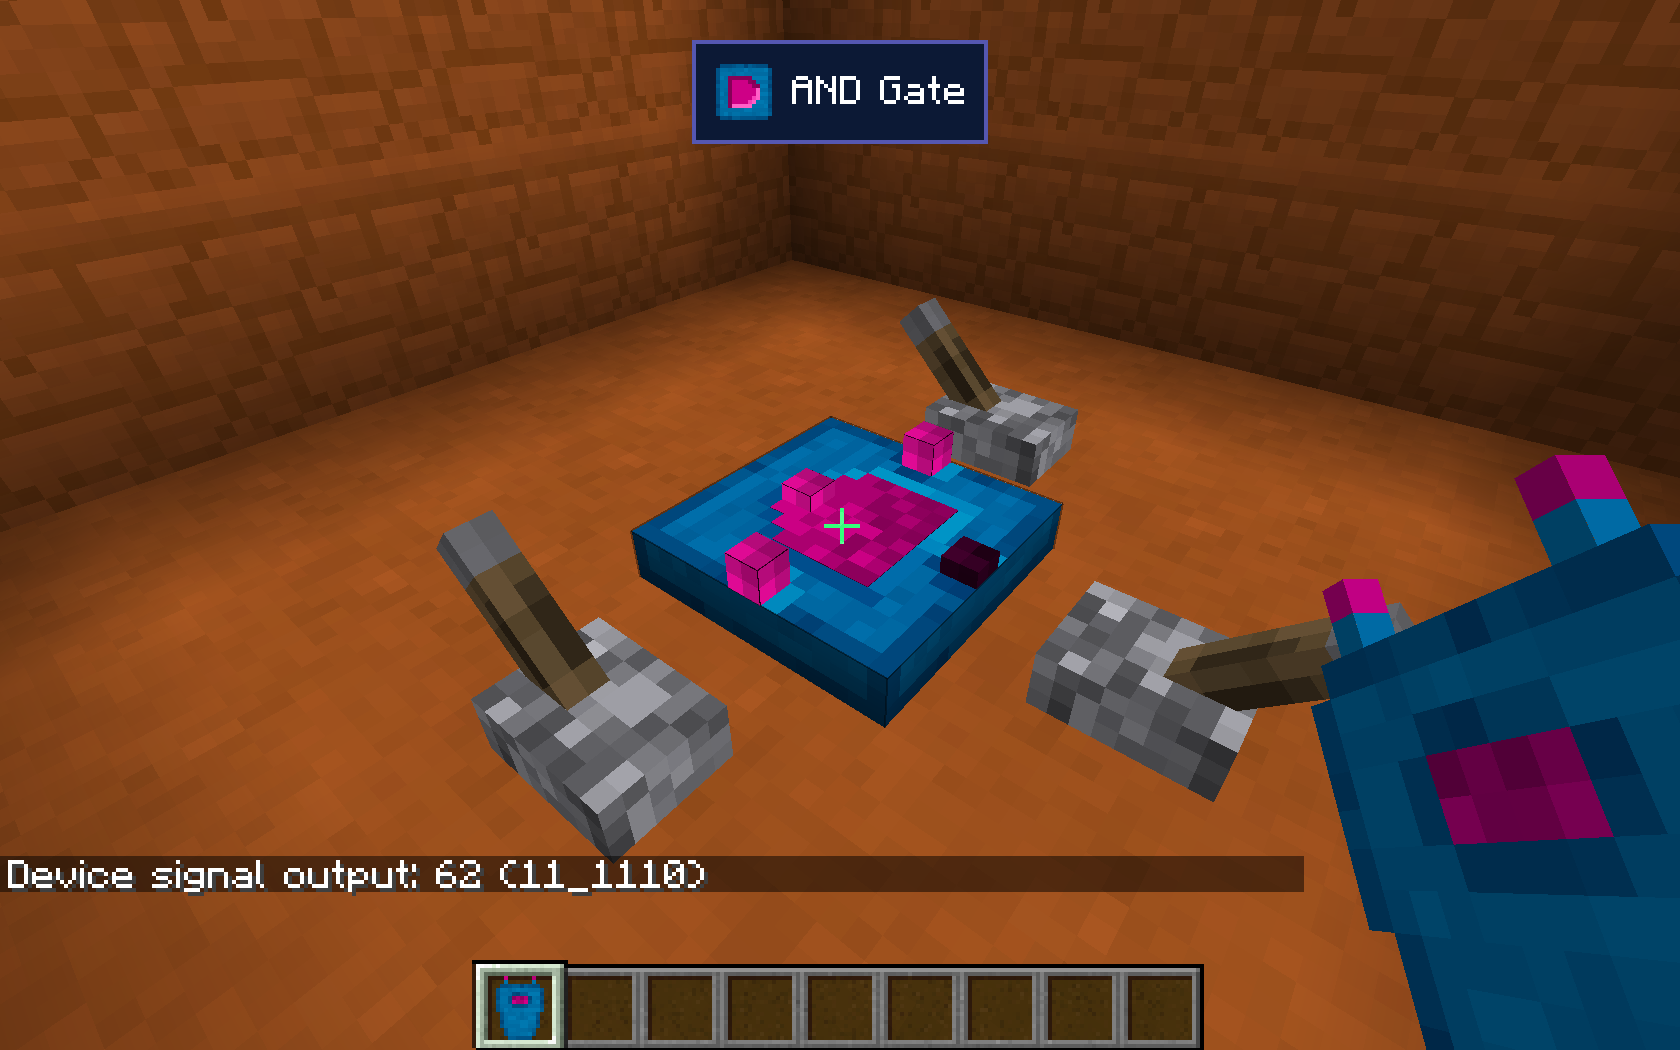 AND Gate
Device signal output: 62 (11_1110)